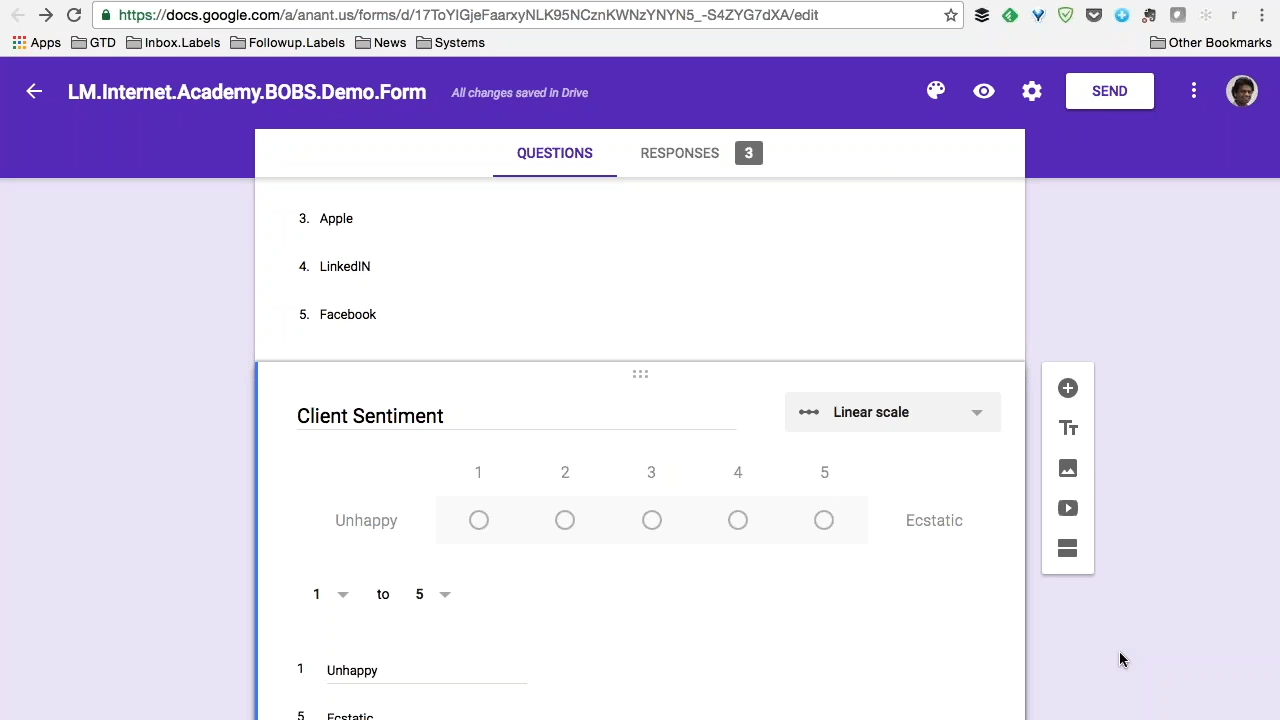 https://docs.google.com/a/anant.us/forms/d/17ToYIGjeFaarxyNLK95NCznKWNzYNYN5_-S4ZYG7dXA/edit
Apps GTD Inbox.Labels Followup.Labels News Systems Other Bookmarks
LM.Internet.Academy.BOBS.Demo.Form All changes saved in Drive SEND
QUESTIONS RESPONSES 3
3. Apple
4. LinkedIN
5. Facebook
Client Sentiment Linear scale
1 2 3 4 5
Unhappy Ecstatic
1 to 5
1 Unhappy
5 Ecstatic